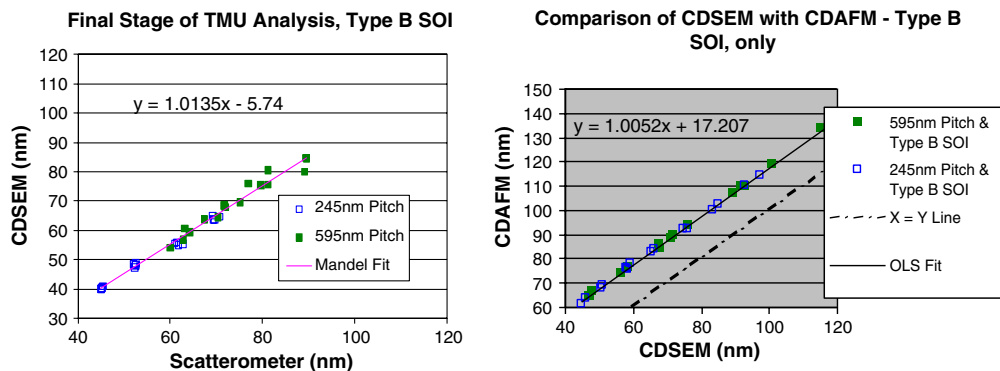 Final Stage of TMU Analysis, Type B SOI
120
110
100
90
80
70
60
50
40
30
y = 1.0135x - 5.74
245nm Pitch
595nm Pitch
Mandel Fit
40
60
80
100
120
CDSEM (nm)
Scatterometer (nm)
Comparison of CDSEM with CDAFM - Type B
SOI, only
150
140
130
120
110
100
90
80
70
60
y = 1.0052x + 17.207
40
60
80
100
120
CDAFM (nm)
CDSEM (nm)
595nm Pitch &
Type B SOI
245nm Pitch &
Type B SOI
X = Y Line
OLS Fit